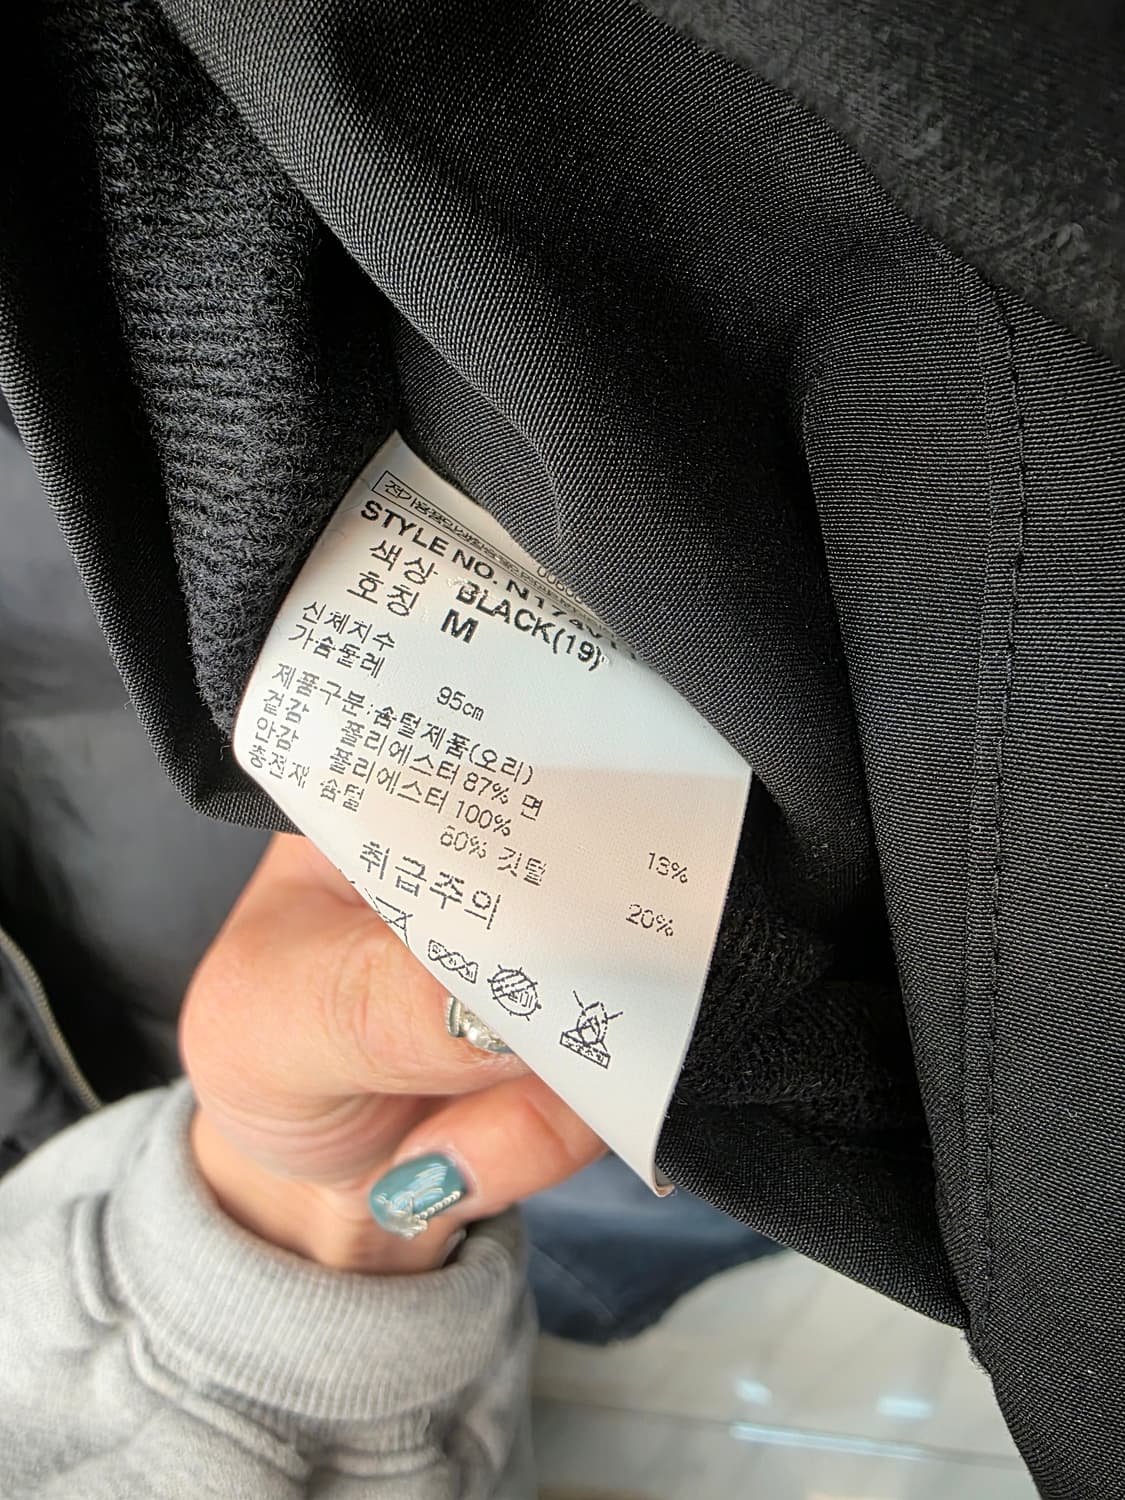 STYLE NO. N174
색상 BLACK(19)
호칭 M
신체치수
가슴둘레 95cm
제품구분:솜털제품(오리)
겉감 폴리에스터 87% 면 13%
안감 폴리에스터 100%
충전재 솜털 80% 깃털 20%
취급주의